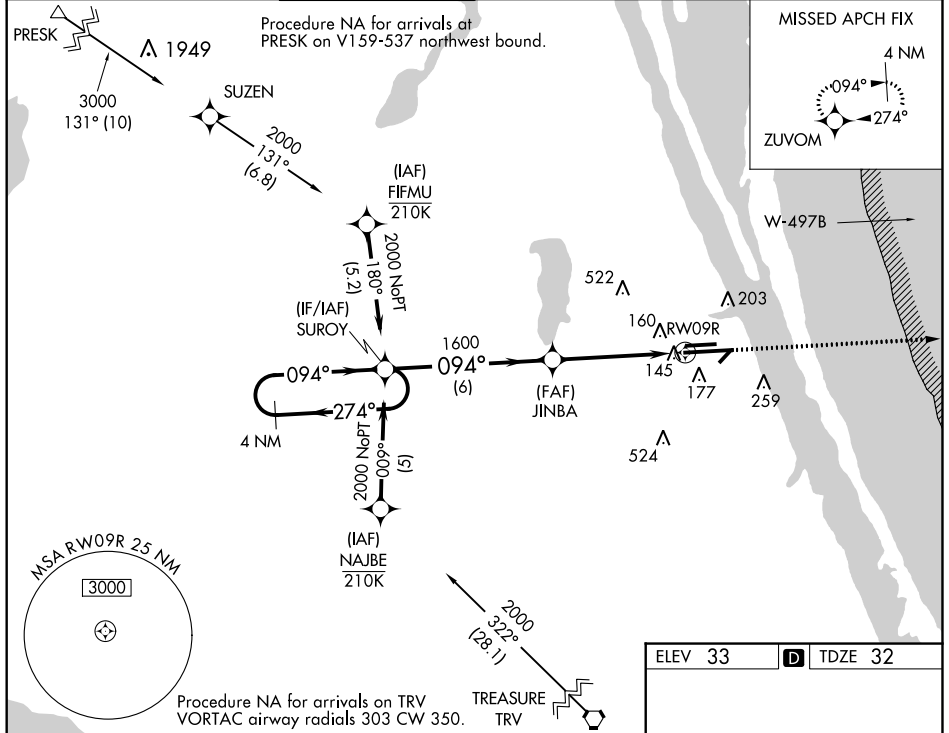 Procedure NA for arrivals at
PRESK on V159-537 northwest bound.
MISSED APCH FIX
4 NM
094°
274°
ZUVOM
PRESK
1949
3000
131° (10)
SUZEN
2000
131°
(6.8)
(IAF)
FIFMU
210K
2000 NoPT
180°
(5.2)
W-497B
(IF/IAF)
SUROY
522
203
160
RW09R
145
177
259
524
1600
094°
(6)
(FAF)
JINBA
094°
274°
4 NM
2000 NoPT
009°
(5)
(IAF)
NAJBE
210K
MSA RW09R 25 NM
3000
2000
322°
(28.1)
TREASURE
TRV
Procedure NA for arrivals on TRV
VORTAC airway radials 303 CW 350.
ELEV 33 D TDZE 32